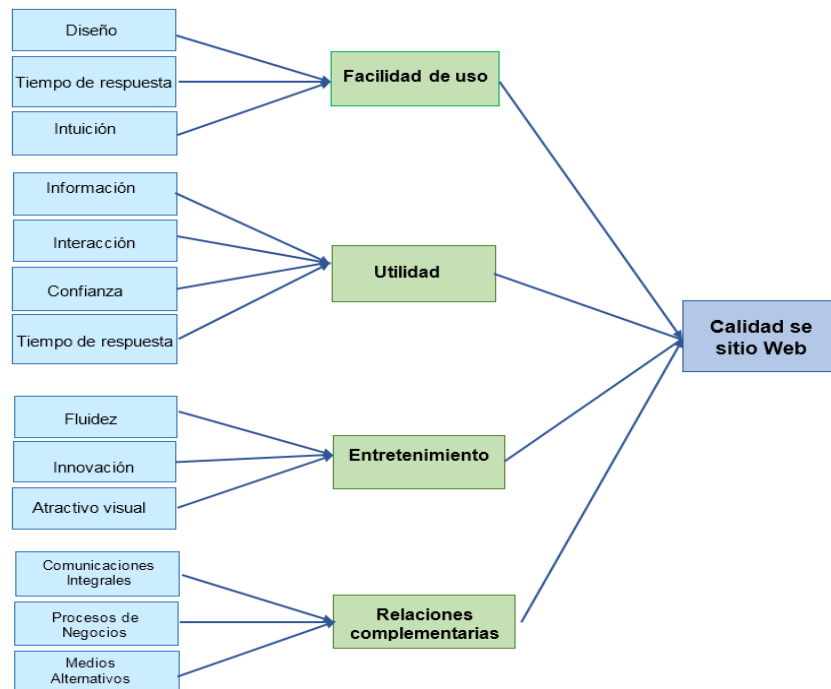 Diseño
Tiempo de respuesta
Intuición
Facilidad de uso
Información
Interacción
Confianza
Tiempo de respuesta
Utilidad
Calidad se
sitio Web
Fluidez
Innovación
Atractivo visual
Entretenimiento
Comunicaciones
Integrales
Procesos de
Negocios
Medios
Alternativos
Relaciones
complementarias